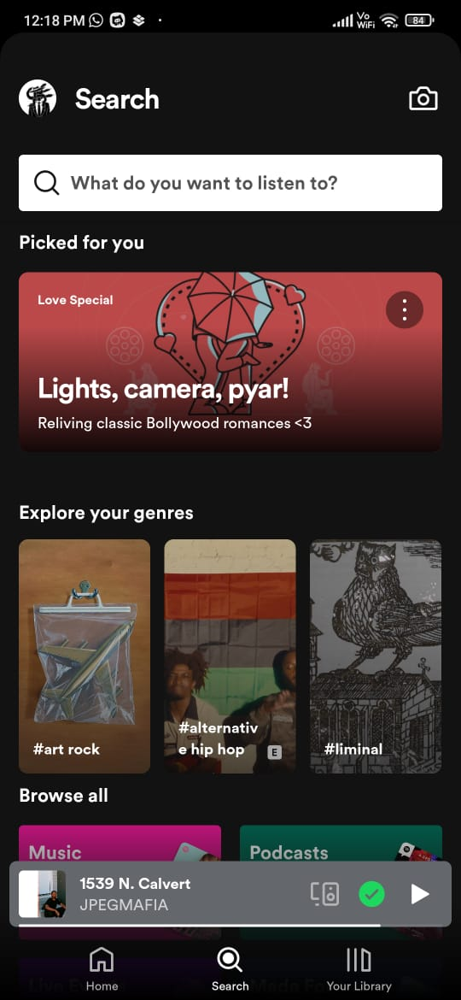 12:18 PM
Vo
WiFi
84
Search
What do you want to listen to?
Picked for you
Love Special
Lights, camera, pyar!
Reliving classic Bollywood romances <3
Explore your genres
#art rock
#alternativ
e hip hop
E
#liminal
Browse all
Music
Podcasts
1539 N. Calvert
JPEGMAFIA
Home
Search
Your Library